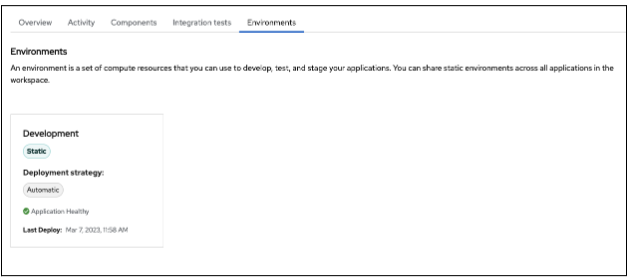 Overview Activity Components Integration tests Environments
Environments
An environment is a set of compute resources that you can use to develop, test, and stage your applications. You can share static environments across all applications in the
workspace.
Development
Static
Deployment strategy:
Automatic
Application Healthy
Last Deploy: Mar 7, 2023, 11:58 AM